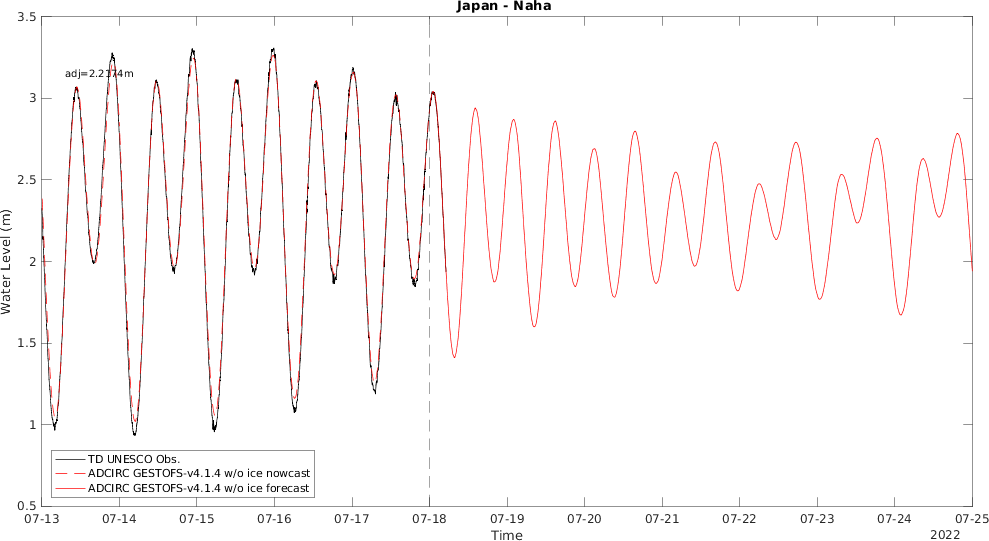 Japan - Naha
3.5
3
2.5
2
1.5
1
0.5
Water Level (m)
adj=2.2374m
TD UNESCO Obs.
ADCIRC GESTOFS-v4.1.4 w/o ice nowcast
ADCIRC GESTOFS-v4.1.4 w/o ice forecast
07-13 07-14 07-15 07-16 07-17 07-18 07-19 07-20 07-21 07-22 07-23 07-24 07-25
Time
2022